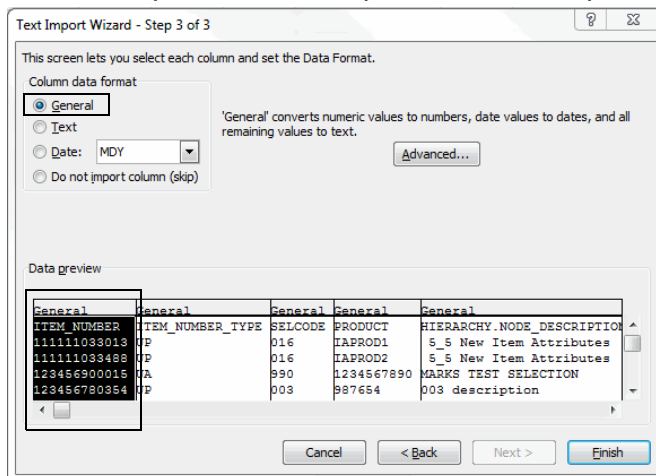 Text Import Wizard - Step 3 of 3
This screen lets you select each column and set the Data Format.
Column data format
General
Text
Date: MDY
Do not import column (skip)
'General' converts numeric values to numbers, date values to dates, and all
remaining values to text.
Advanced...
Data preview
General General General General General
ITEM_NUMBER ITEM_NUMBER_TYPE SELCODE PRODUCT HIERARCHY.NODE_DESCRIPTION
111111033013 UP 016 IAPROD1 5_5 New Item Attributes
111111033488 UP 016 IAPROD2 5_5 New Item Attributes
123456900015 UA 990 1234567890 MARKS TEST SELECTION
123456780354 UP 003 987654 003 description
Cancel < Back Next > Finish